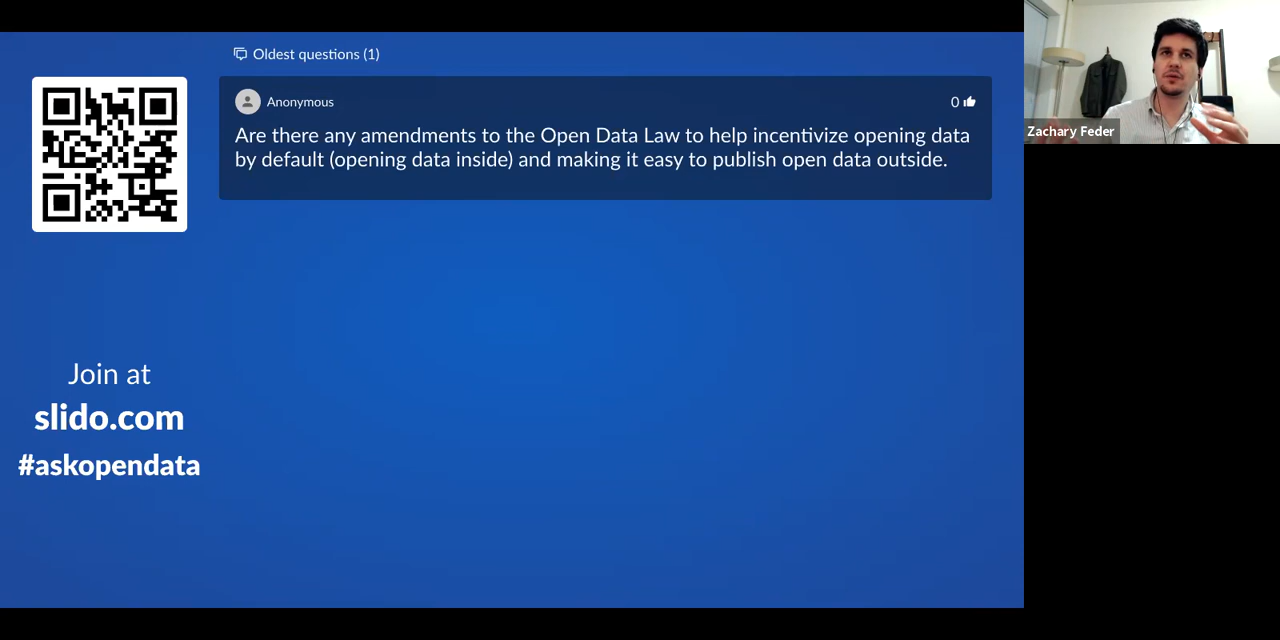 Oldest questions (1)
Anonymous
0
Are there any amendments to the Open Data Law to help incentivize opening data
by default (opening data inside) and making it easy to publish open data outside.
Join at
slido.com
#askopendata
Zachary Feder